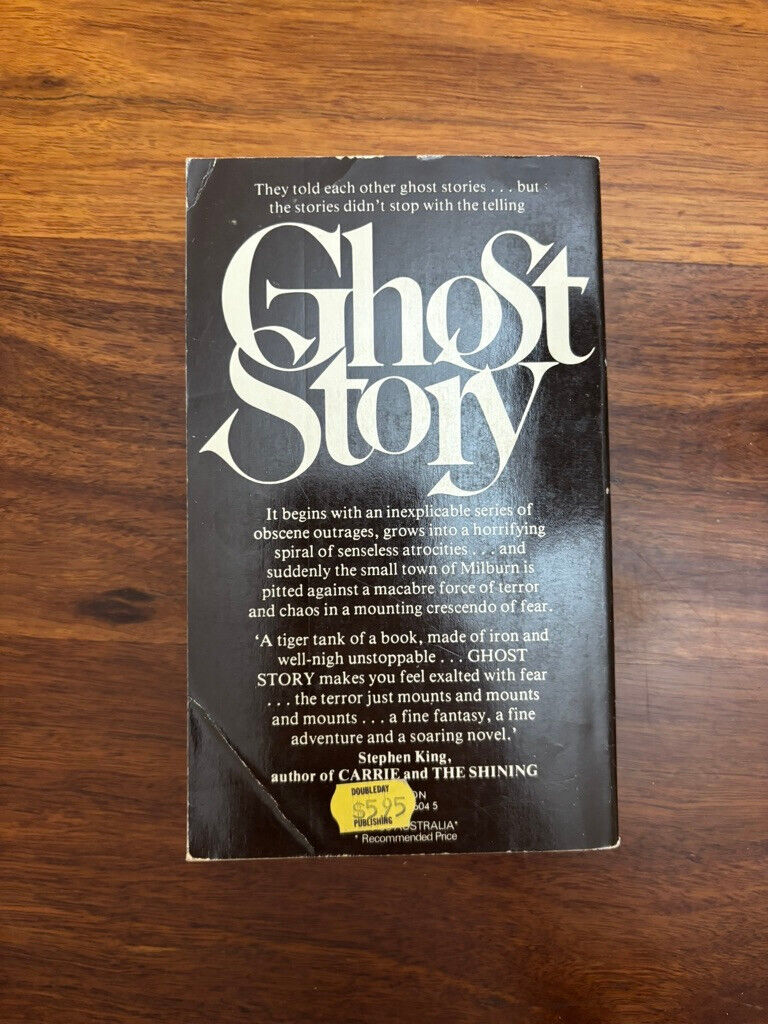 They told each other ghost stories . . . but
the stories didn't stop with the telling
Ghost
Story
It begins with an inexplicable series of
obscene outrages, grows into a horrifying
spiral of senseless atrocities . . . and
suddenly the small town of Milburn is
pitted against a macabre force of terror
and chaos in a mounting crescendo of fear.
'A tiger tank of a book, made of iron and
well-nigh unstoppable . . . GHOST
STORY makes you feel exalted with fear
. . . the terror just mounts and mounts
and mounts . . . a fine fantasy, a fine
adventure and a soaring novel.'
Stephen King,
author of CARRIE and THE SHINING
DOUBLEDAY
$5.95
PUBLISHING
* Recommended Price